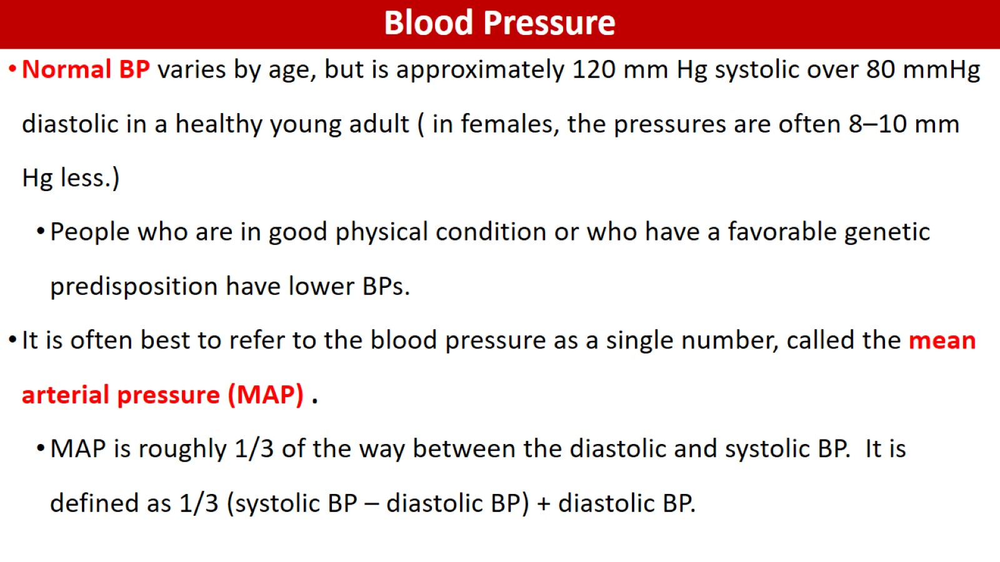 Blood Pressure
•Normal BP varies by age, but is approximately 120 mm Hg systolic over 80 mmHg
diastolic in a healthy young adult ( in females, the pressures are often 8–10 mm
Hg less.)
•People who are in good physical condition or who have a favorable genetic
predisposition have lower BPs.
•It is often best to refer to the blood pressure as a single number, called the mean
arterial pressure (MAP) .
•MAP is roughly 1/3 of the way between the diastolic and systolic BP.  It is
defined as 1/3 (systolic BP – diastolic BP) + diastolic BP.